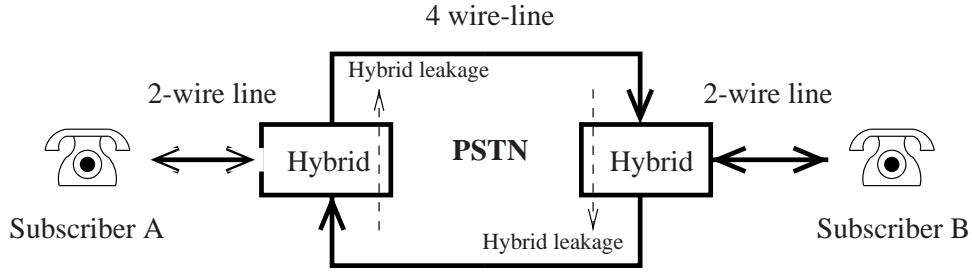 4 wire-line
Hybrid leakage
2-wire line
2-wire line
Hybrid
PSTN
Hybrid
Subscriber A
Hybrid leakage
Subscriber B